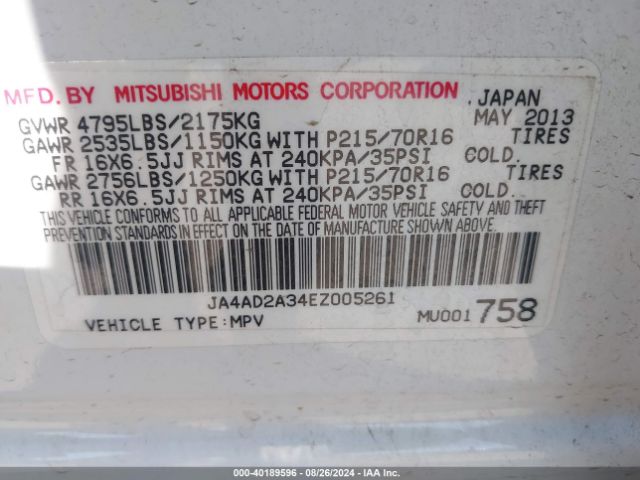 MFD. BY MITSUBISHI MOTORS CORPORATION
. JAPAN
GVWR 4795LBS/2175KG MAY 2013
GAWR 2535LBS/1150KG WITH P215/70R16 TIRES
FR 16X6.5JJ RIMS AT 240KPA/35PSI COLD.
GAWR 2756LBS/1250KG WITH P215/70R16 TIRES
RR 16X6.5JJ RIMS AT 240KPA/35PSI COLD.
THIS VEHICLE CONFORMS TO ALL APPLICABLE FEDERAL MOTOR VEHICLE SAFETY AND THEFT
PREVENTION STANDARDS IN EFFECT ON THE DATE OF MANUFACTURE SHOWN ABOVE.
JA4AD2A34EZ005261
VEHICLE TYPE:MPV MU001 758
000-40189596 - 08/26/2024 - IAA Inc.